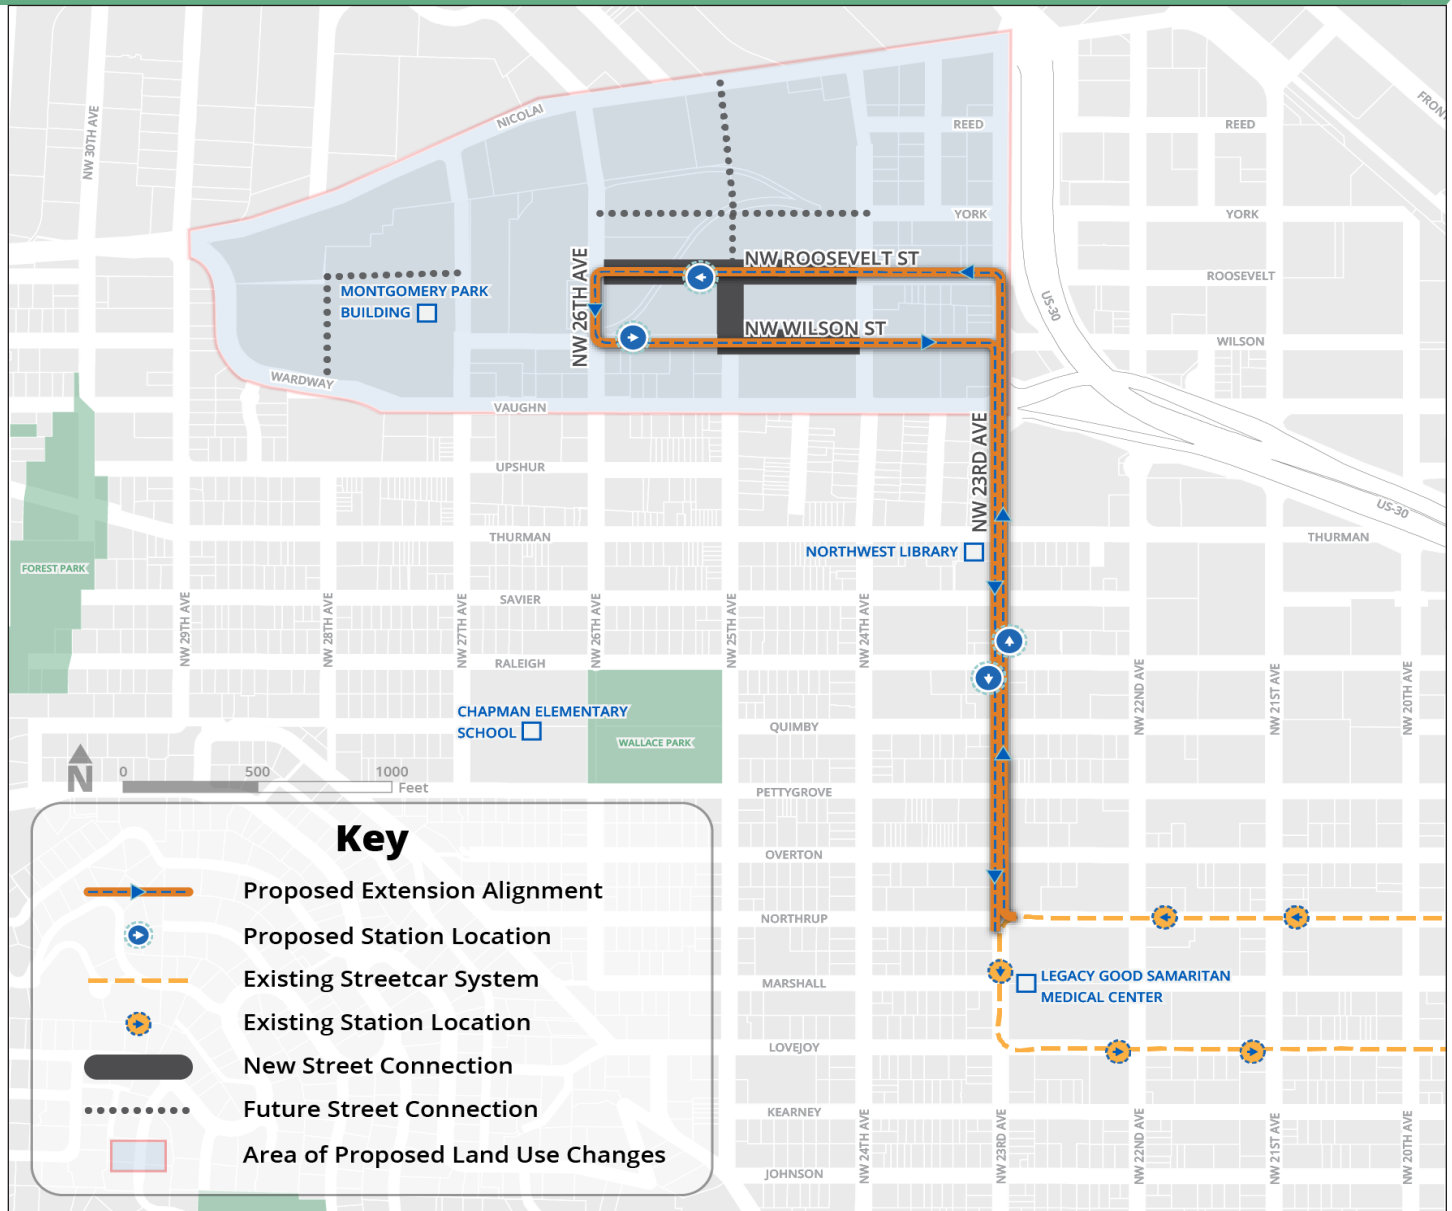 NW 30TH AVE
NICOLAI
REED
REED
FRON
YORK
YORK
NW ROOSEVELT ST
ROOSEVELT
NW 26TH AVE
MONTGOMERY PARK
BUILDING
US-30
NW WILSON ST
WILSON
WARDWAY
VAUGHN
NW 23RD AVE
UPSHUR
US-30
THURMAN
THURMAN
NORTHWEST LIBRARY
FOREST PARK
SAVIER
NW 29TH AVE
NW 28TH AVE
NW 27TH AVE
NW 26TH AVE
NW 25TH AVE
NW 24TH AVE
RALEIGH
NW 22ND AVE
NW 21ST AVE
NW 20TH AVE
CHAPMAN ELEMENTARY
SCHOOL
QUIMBY
WALLACE PARK
N
0 500 1000
Feet
PETTYGROVE
Key
OVERTON
Proposed Extension Alignment
NORTHRUP
Proposed Station Location
Existing Streetcar System
MARSHALL
LEGACY GOOD SAMARITAN
MEDICAL CENTER
Existing Station Location
LOVEJOY
New Street Connection
Future Street Connection
KEARNEY
Area of Proposed Land Use Changes
NW 24TH AVE
NW 23RD AVE
NW 22ND AVE
NW 21ST AVE
NW 20TH AVE
JOHNSON